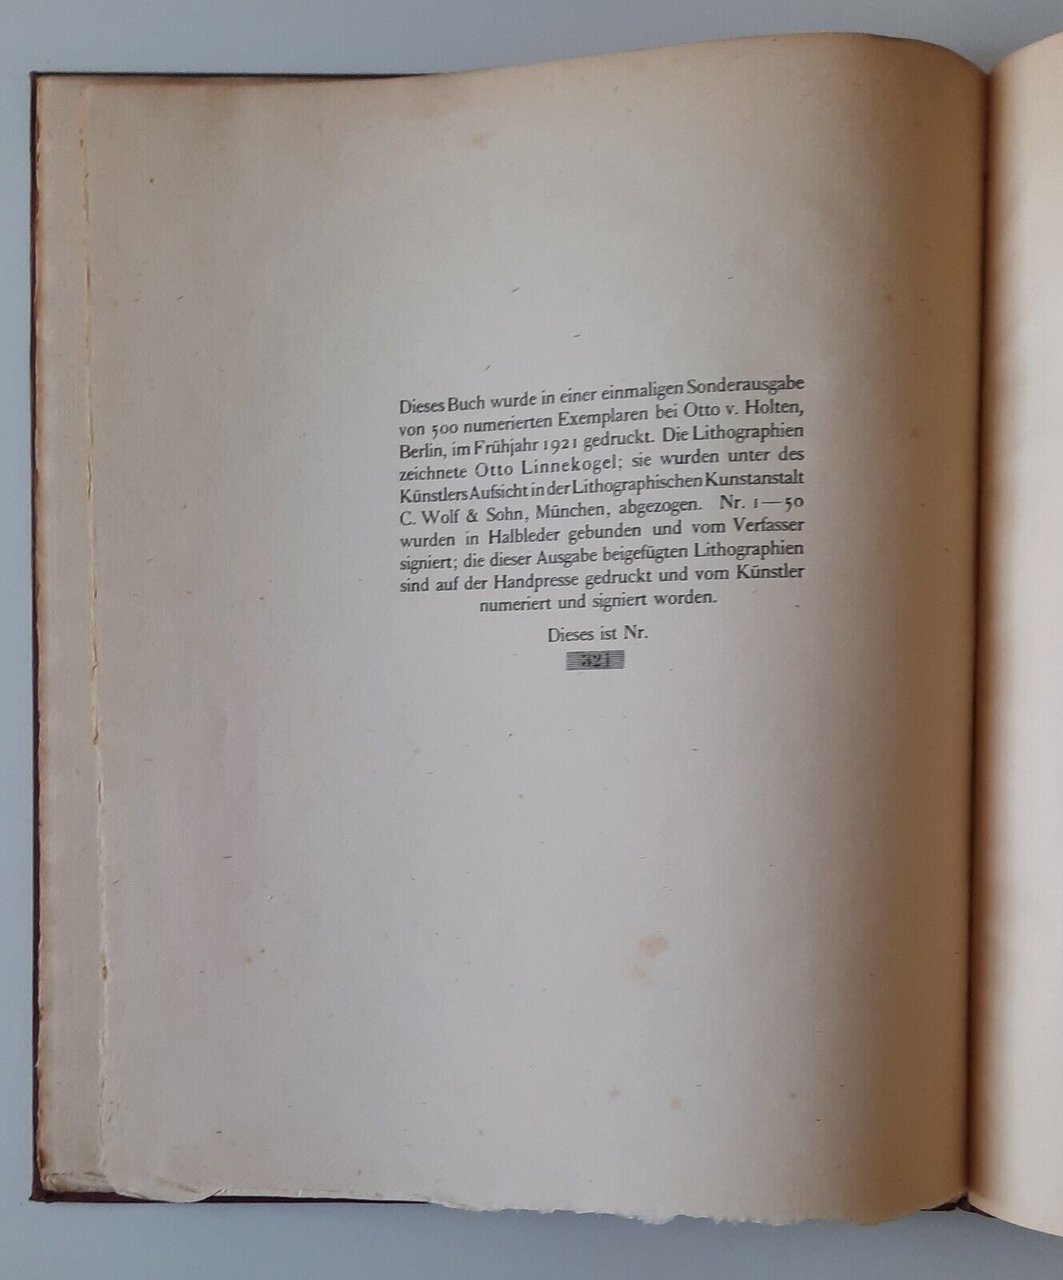 Dieses Buch wurde in einer einmaligen Sonderausgabe
von 500 numerierten Exemplaren bei Otto v. Holten,
Berlin, im Frühjahr 1921 gedruckt. Die Lithographien
zeichnete Otto Linnekogel; sie wurden unter des
Künstlers Aufsicht in der Lithographischen Kunstanstalt
C. Wolf & Sohn, München, abgezogen. Nr. 1—50
wurden in Halbleder gebunden und vom Verfasser
signiert; die dieser Ausgabe beigefügten Lithographien
sind auf der Handpresse gedruckt und vom Künstler
numeriert und signiert worden.
Dieses ist Nr.
321